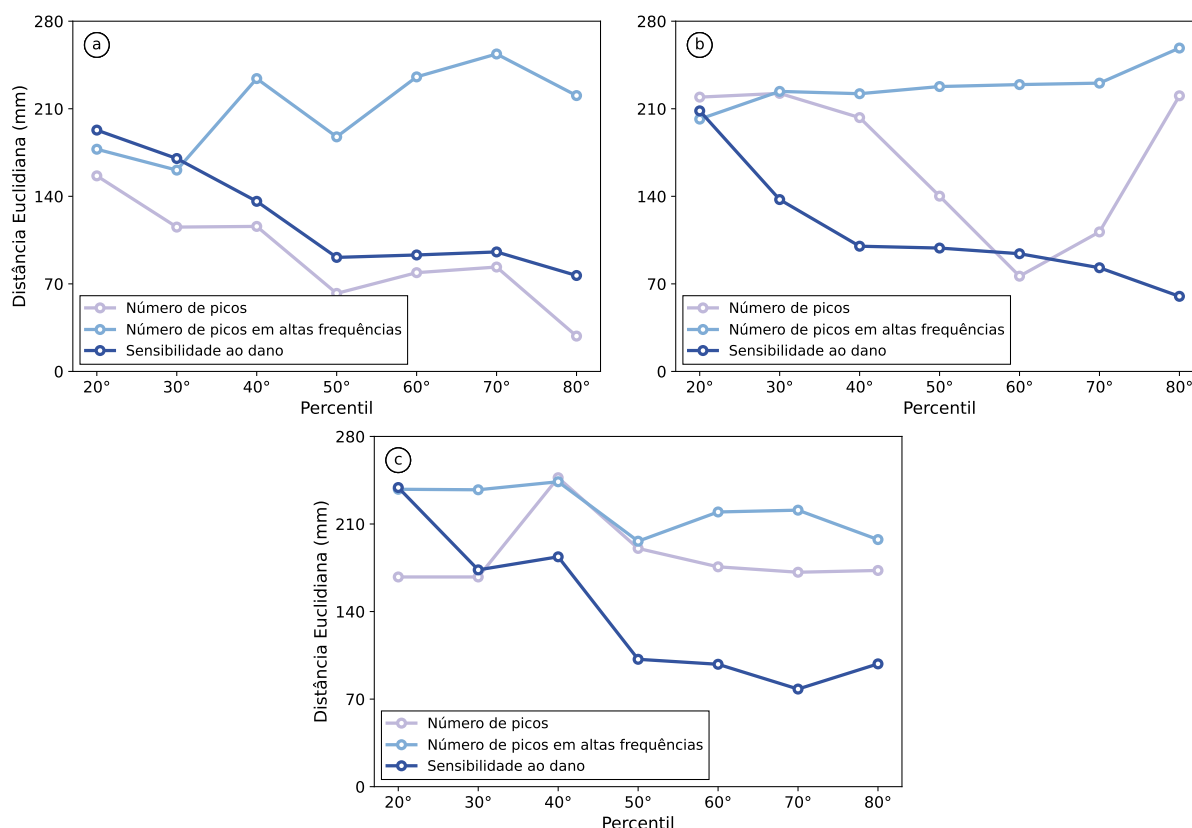 a
Distância Euclidiana (mm)
280
210
140
70
0
Número de picos
Número de picos em altas frequências
Sensibilidade ao dano
20° 30° 40° 50° 60° 70° 80°
Percentil
b
280
210
140
70
0
Número de picos
Número de picos em altas frequências
Sensibilidade ao dano
20° 30° 40° 50° 60° 70° 80°
Percentil
c
Distância Euclidiana (mm)
280
210
140
70
0
Número de picos
Número de picos em altas frequências
Sensibilidade ao dano
20° 30° 40° 50° 60° 70° 80°
Percentil